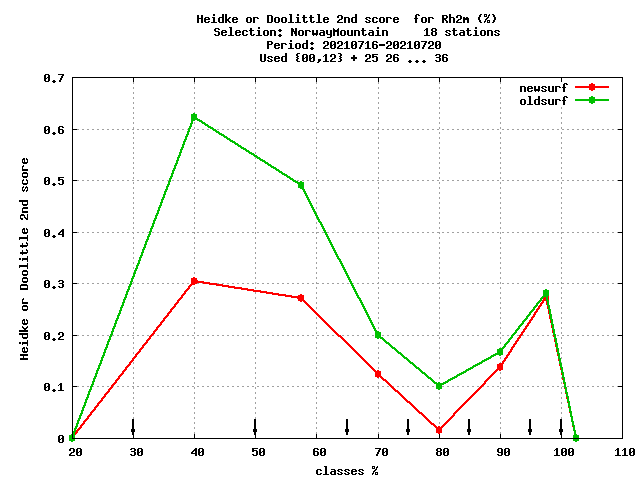 Heidke or Doolittle 2nd score  for Rh2m (%)
Selection: NorwayMountain     18 stations
Period: 20210716-20210720
Used {00,12} + 25 26 ... 36
newsurf
oldsurf
0.7
0.6
0.5
0.4
0.3
0.2
0.1
0
Heidke or Doolittle 2nd score
20 30 40 50 60 70 80 90 100 110
classes %